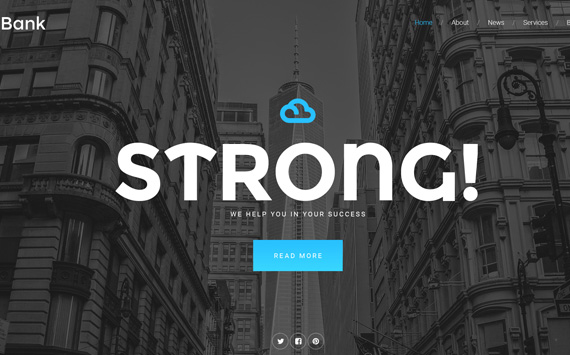 Bank
Home / About / News / Services /
STRONG!
WE HELP YOU IN YOUR SUCCESS
READ MORE